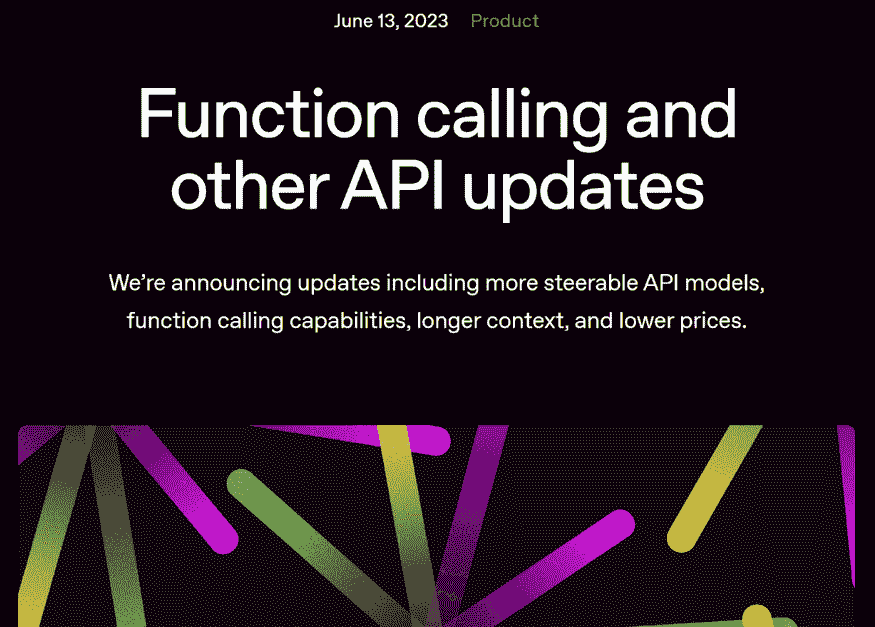 June 13, 2023 Product
Function calling and
other API updates
We’re announcing updates including more steerable API models,
function calling capabilities, longer context, and lower prices.